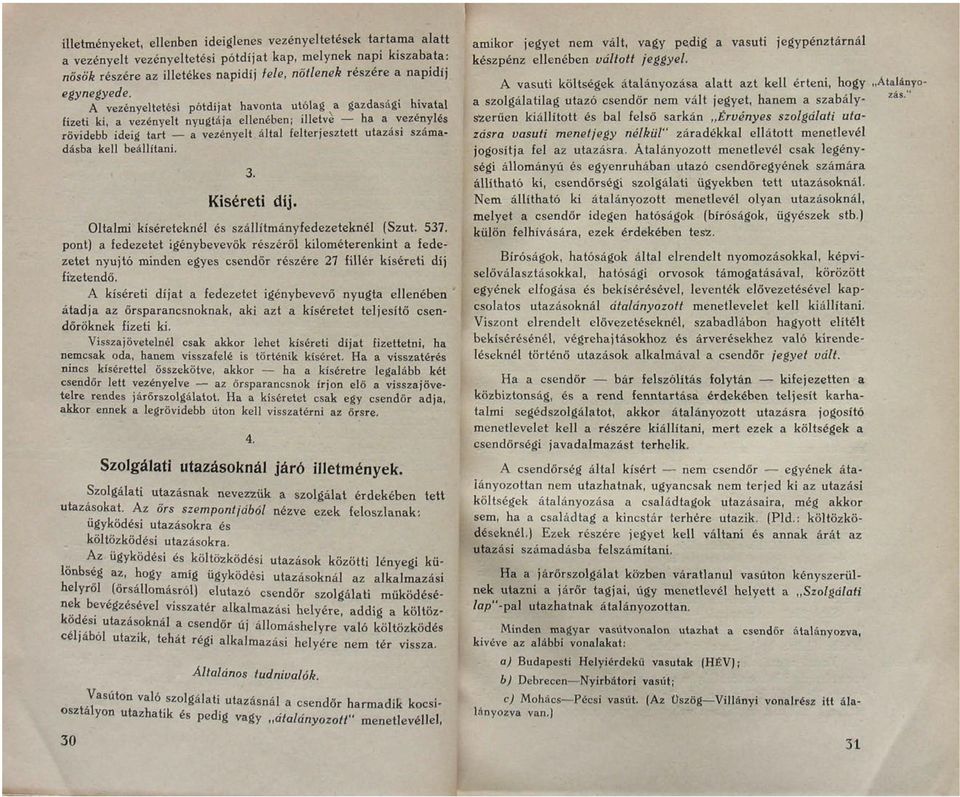 illetményeket, ellenben ideiglenes vezényeltetések tartama alatt
a vezényelt vezényeltetési pótdíjat kap, melynek napi kiszabata:
nősök részére az illetékes napidíj fele, nőtlenek részére a napidíj
egynegyede.
A vezényeltetési pótdíjat havonta utólag a gazdasági hivatal
fizeti ki, a vezényelt nyugtája ellenében; illetve — ha a vezénylés
rövidebb ideig tart — a vezényelt által felterjesztett utazási száma-
dásba kell beállítani.
3.
Kiséreti díj.
Oltalmi kíséreteknél és szállítmányfedezeteknél (Szut. 537.
pont) a fedezetet igénybevevők részéről kilométerenkint a fede-
zetet nyujtó minden egyes csendőr részére 27 fillér kíséreti díj
fizetendő.
A kíséreti díjat a fedezetet igénybevevő nyugta ellenében
átadja az őrsparancsnoknak, aki azt a kíséretet teljesítő csen-
dőröknek fizeti ki.
Visszajövetelnél csak akkor lehet kíséreti díjat fizettetni, ha
nemcsak oda, hanem visszafelé is történik kíséret. Ha a visszatérés
nincs kísérettel összekötve, akkor — ha a kíséretre legalább két
csendőr lett vezényelve — az őrsparancsnok írjon elő a visszajöve-
telre rendes járőrszolgálatot. Ha a kíséretet csak egy csendőr adja,
akkor ennek a legrövidebb úton kell visszatérni az őrsre.
4.
Szolgálati utazásoknál járó illetmények.
Szolgálati utazásnak nevezzük a szolgálat érdekében tett
utazásokat. Az őrs szempontjából nézve ezek feloszlanak:
ügyködési utazásokra és
költözködési utazásokra.
Az ügyködési és költözködési utazások közötti lényegi kü-
lönbség az, hogy amíg ügyködési utazásoknál az alkalmazási
helyről (őrsállomásról) elutazó csendőr szolgálati működésé-
nek bevégzésével visszatér alkalmazási helyére, addig a költöz-
ködési utazásoknál a csendőr új állomáshelyre való költözködés
céljából utazik, tehát régi alkalmazási helyére nem tér vissza.
Általános tudnivalók.
Vasúton való szolgálati utazásnál a csendőr harmadik kocsi-
osztályon utazhatik és pedig vagy „átalányozott" menetlevéllel,
30
amikor jegyet nem vált, vagy pedig a vasuti jegypénztárnál
készpénz ellenében váltott jeggyel.
A vasuti költségek átalányozása alatt azt kell érteni, hogy „Átalányo-
a szolgálatilag utazó csendőr nem vált jegyet, hanem a szabály- zás."
szerűen kiállított és bal felső sarkán „Érvényes szolgálati uta-
zásra vasuti menetjegy nélkül" záradékkal ellátott menetlevél
jogosítja fel az utazásra. Átalányozott menetlevél csak legény-
ségi állományú és egyenruhában utazó csendőregyének számára
állítható ki, csendőrségi szolgálati ügyekben tett utazásoknál.
Nem állítható ki átalányozott menetlevél olyan utazásoknál,
melyet a csendőr idegen hatóságok (bíróságok, ügyészek stb.)
külön felhívására, ezek érdekében tesz.
Bíróságok, hatóságok által elrendelt nyomozásokkal, képvi-
selőválasztásokkal, hatósági orvosok támogatásával, körözött
egyének elfogása és bekísérésével, leventék elővezetésével kap-
csolatos utazásoknál átalányozott menetlevelet kell kiállítani.
Viszont elrendelt elővezetéseknél, szabadlábon hagyott elítélt
bekísérésénél, végrehajtásokhoz és árverésekhez való kirende-
léseknél történő utazások alkalmával a csendőr jegyet vált.
Ha a csendőr — bár felszólítás folytán — kifejezetten a
közbiztonság, és a rend fenntartása érdekében teljesít karha-
talmi segédszolgálatot, akkor átalányozott utazásra jogosító
menetlevelet kell a részére kiállítani, mert ezek a költségek a
csendőrségi javadalmazást terhelik.
A csendőrség által kísért — nem csendőr — egyének áta-
lányozottan nem utazhatnak, ugyancsak nem terjed ki az utazási
költségek átalányozása a családtagok utazásaira, még akkor
sem, ha a családtag a kincstár terhére utazik. (Pld.: költözkö-
déseknél.) Ezek részére jegyet kell váltani és annak árát az
utazási számadásba felszámítani.
Ha a járőrszolgálat közben váratlanul vasúton kényszerül-
nek utazni a járőr tagjai, úgy menetlevél helyett a „Szolgálati
lap"-pal utazhatnak átalányozottan.
Minden magyar vasútvonalon utazhat a csendőr átalányozva,
kivéve az alábbi vonalakat:
a) Budapesti Helyiérdekű vasutak (HÉV);
b) Debrecen—Nyirbátori vasút;
c) Mohács—Pécsi vasút. (Az Üszög—Villányi vonalrész itt áta-
lányozva van.)
31